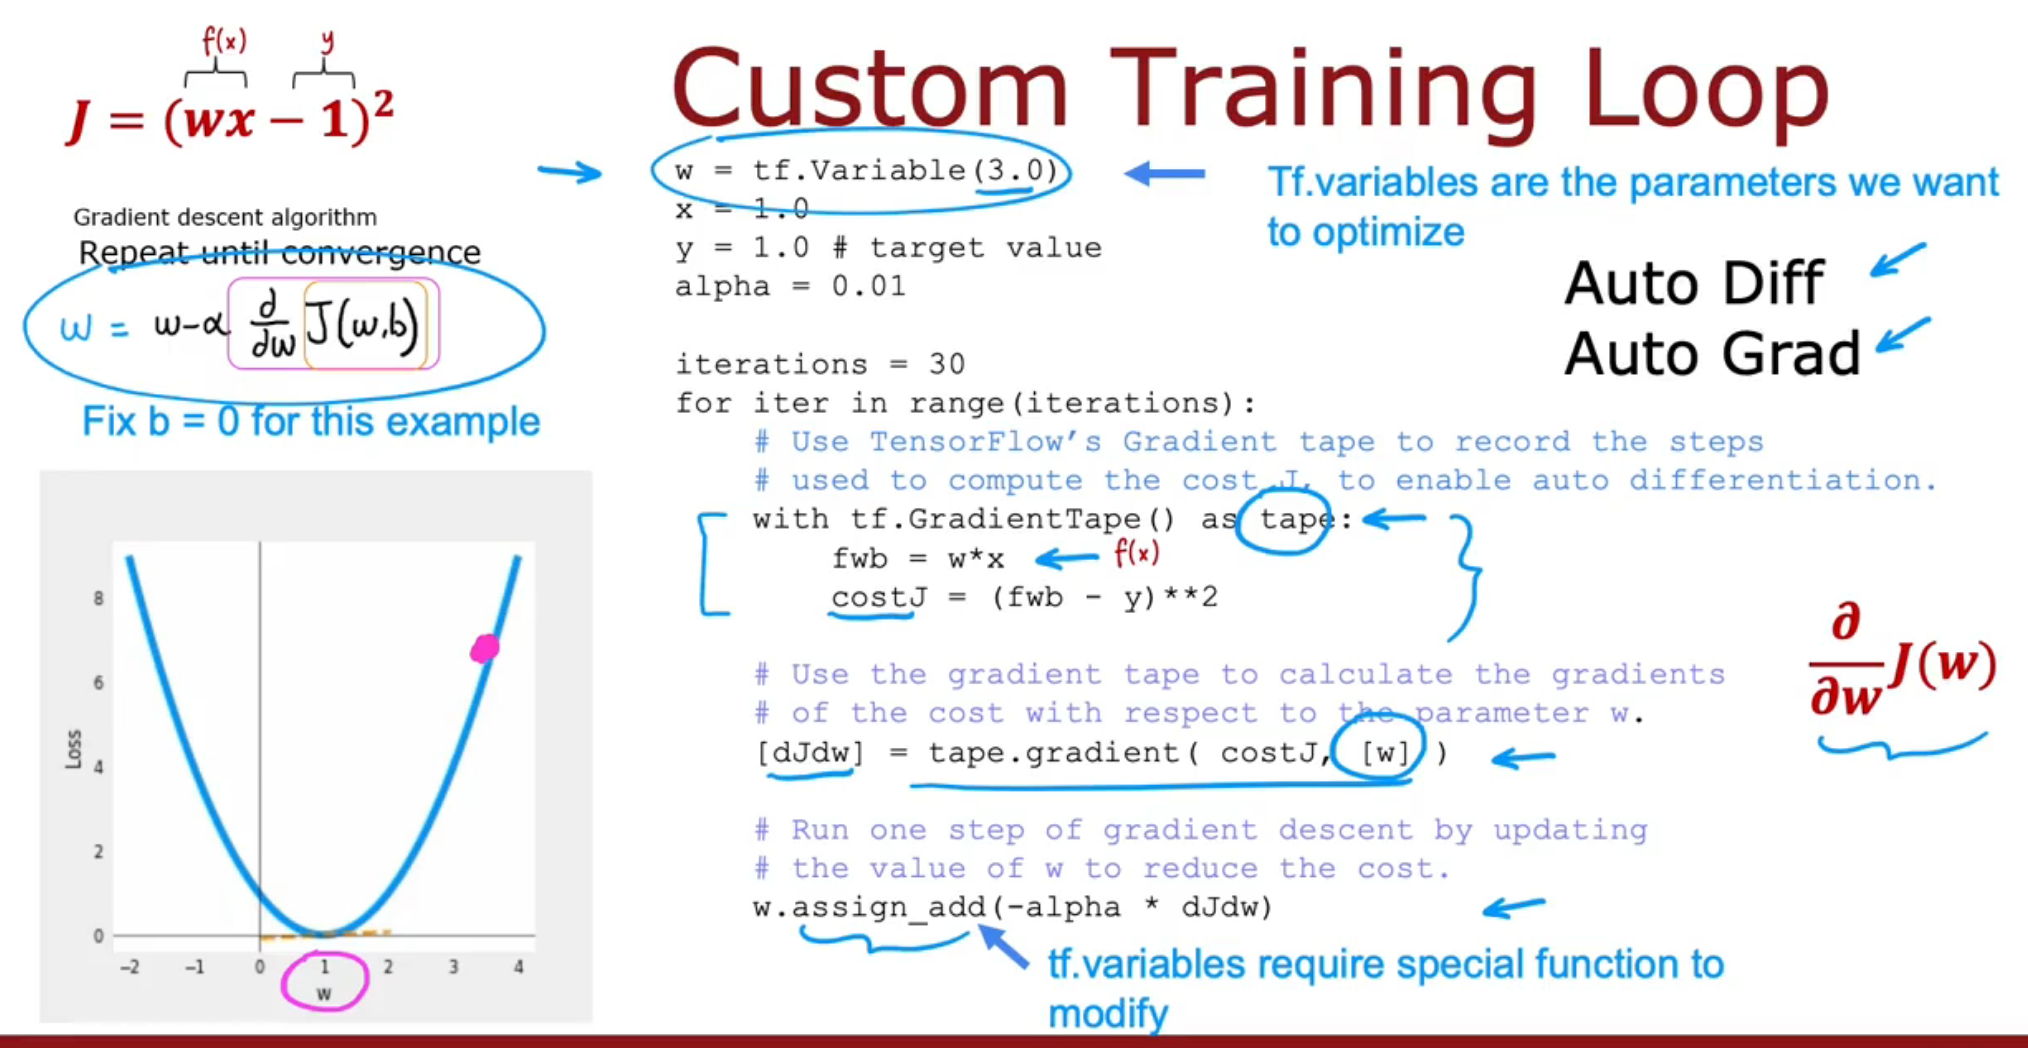 f(x) y
J = (wx − 1)²
Custom Training Loop
w = tf.Variable(3.0)
x = 1.0
y = 1.0 # target value
alpha = 0.01
Tf.variables are the parameters we want
to optimize
Auto Diff
Auto Grad
Gradient descent algorithm
Repeat until convergence
w = w-α ∂/∂w J(w,b)
Fix b = 0 for this example
iterations = 30
for iter in range(iterations):
# Use TensorFlow’s Gradient tape to record the steps
# used to compute the cost J, to enable auto differentiation.
with tf.GradientTape() as tape:
fwb = w*x f(x)
costJ = (fwb - y)**2
# Use the gradient tape to calculate the gradients
# of the cost with respect to the parameter w.
[dJdw] = tape.gradient( costJ, [w] )
∂/∂w J(w)
# Run one step of gradient descent by updating
# the value of w to reduce the cost.
w.assign_add(-alpha * dJdw)
tf.variables require special function to
modify
Loss
8
6
4
2
0
−2 −1 0 1 2 3 4
w